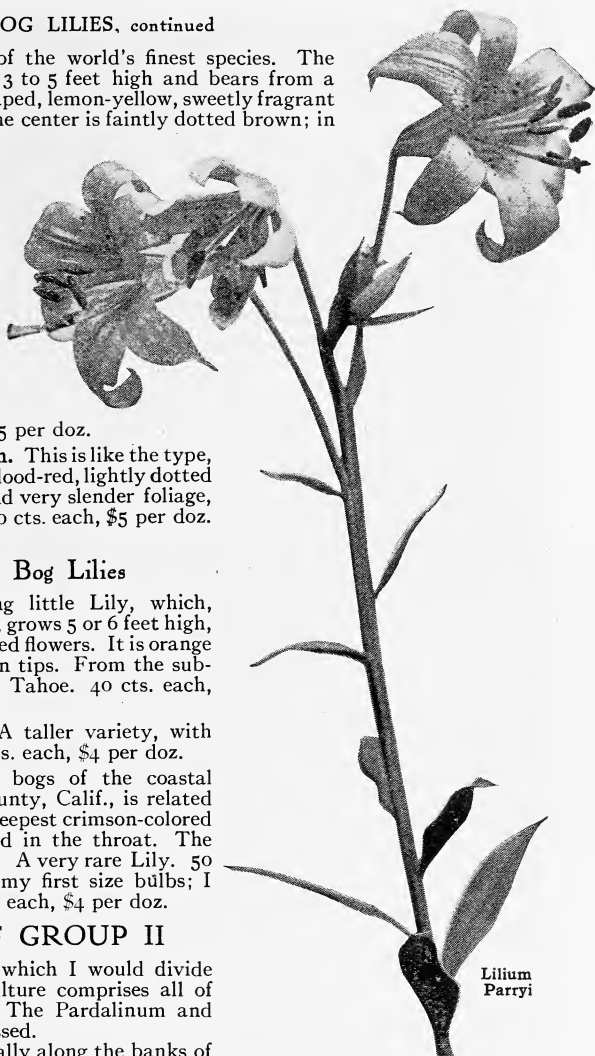 OG LILIES, continued
of the world's finest species. The
3 to 5 feet high and bears from a
aped, lemon-yellow, sweetly fragrant
he center is faintly dotted brown; in
5 per doz.
n. This is like the type,
lood-red, lightly dotted
nd very slender foliage,
0 cts. each, $5 per doz.
Bog Lilies
ng little Lily, which,
, grows 5 or 6 feet high,
ed flowers. It is orange
n tips. From the sub-
Tahoe. 40 cts. each,
A taller variety, with
s. each, $4 per doz.
bogs of the coastal
unty, Calif., is related
eepest crimson-colored
d in the throat. The
A very rare Lily. 50
my first size bulbs; I
each, $4 per doz.
F GROUP II
which I would divide
lture comprises all of
The Pardalinum and
ssed.
ally along the banks of
Lilium
Parryi